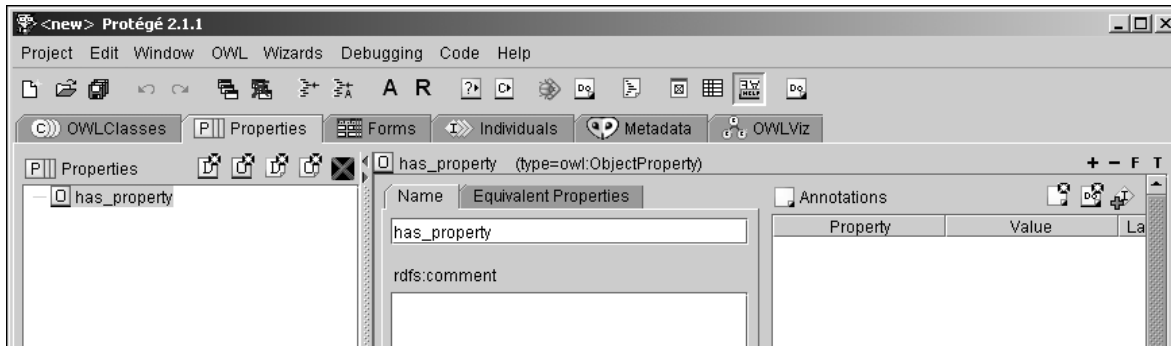 <new> Protégé 2.1.1
Project Edit Window OWL Wizards Debugging Code Help
A R ?
OWLClasses Properties Forms Individuals Metadata OWLViz
P Properties
O has_property (type=owl:ObjectProperty)
+ − F T
O has_property
Name Equivalent Properties
Annotations
has_property
Property Value La
rdfs:comment